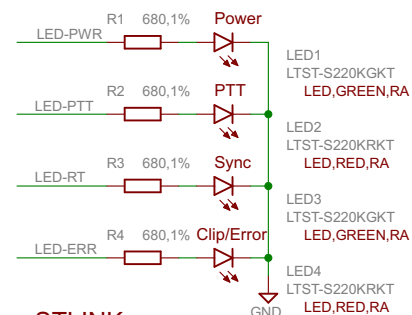 R1 680,1% Power
LED-PWR
LED1
LTST-S220KGKT
LED,GREEN,RA
R2 680,1% PTT
LED-PTT
LED2
LTST-S220KRKT
LED,RED,RA
R3 680,1% Sync
LED-RT
LED3
LTST-S220KGKT
LED,GREEN,RA
R4 680,1% Clip/Error
LED-ERR
LED4
LTST-S220KRKT
LED,RED,RA
GND
STLINK